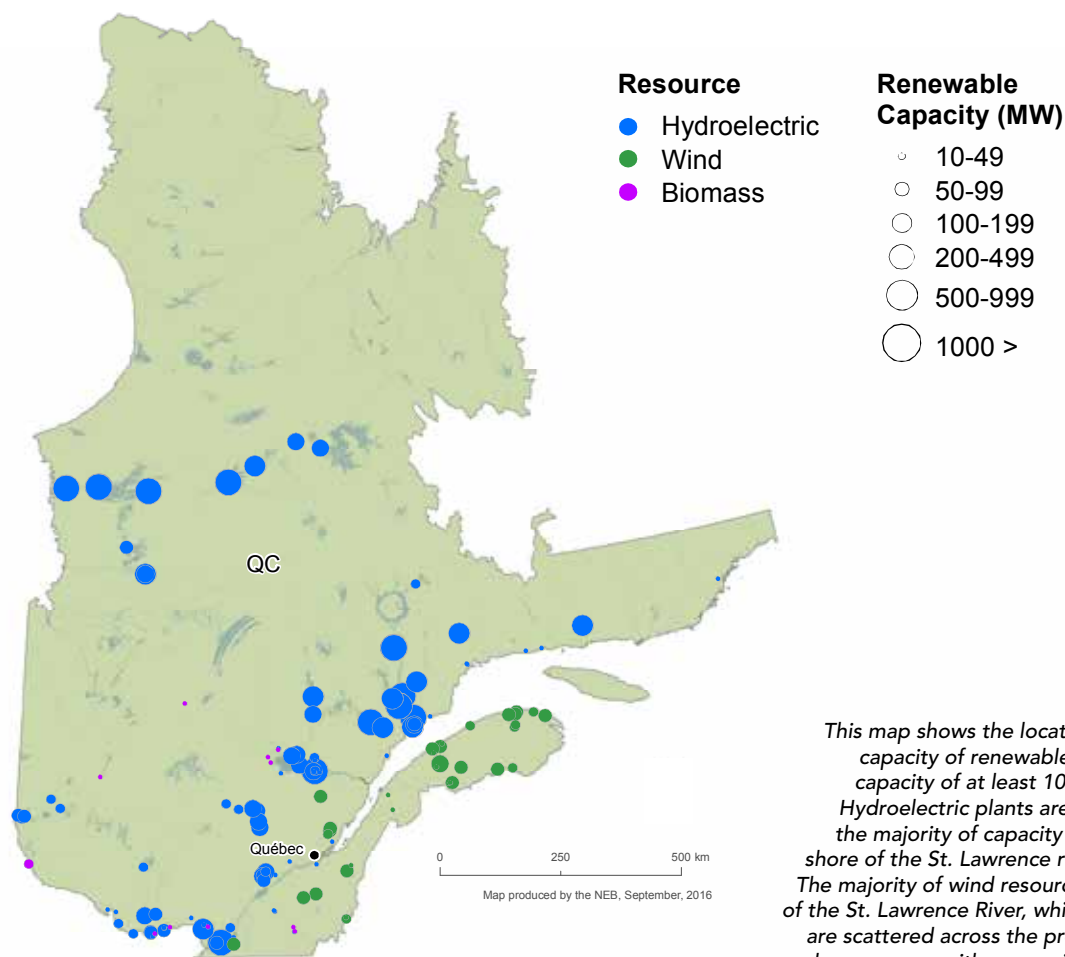 Resource
Hydroelectric
Wind
Biomass
Renewable
Capacity (MW)
10-49
50-99
100-199
200-499
500-999
1000 >
QC
Québec
0 250 500 km
Map produced by the NEB, September, 2016
This map shows the locat
capacity of renewable
capacity of at least 10
Hydroelectric plants are
the majority of capacity
shore of the St. Lawrence r
The majority of wind resourc
of the St. Lawrence River, whi
are scattered across the pr